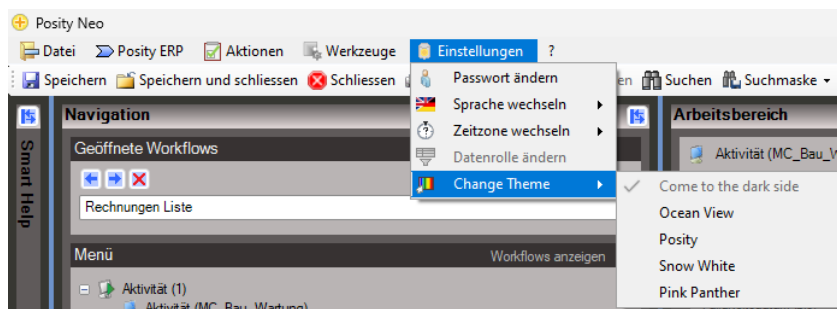 Posity Neo
Datei Posity ERP Aktionen Werkzeuge Einstellungen ?
Speichern Speichern und schliessen Schliessen en Suchen Suchmaske
Passwort ändern
Sprache wechseln
Zeitzone wechseln
Datenrolle ändern
Change Theme
Come to the dark side
Ocean View
Posity
Snow White
Pink Panther
Smart Help
Navigation
Geöffnete Workflows
Rechnungen Liste
Menü Workflows anzeigen
Aktivität (1)
Aktivität (MC_Bau_Wartung)
Arbeitsbereich
Aktivität (MC_Bau_W